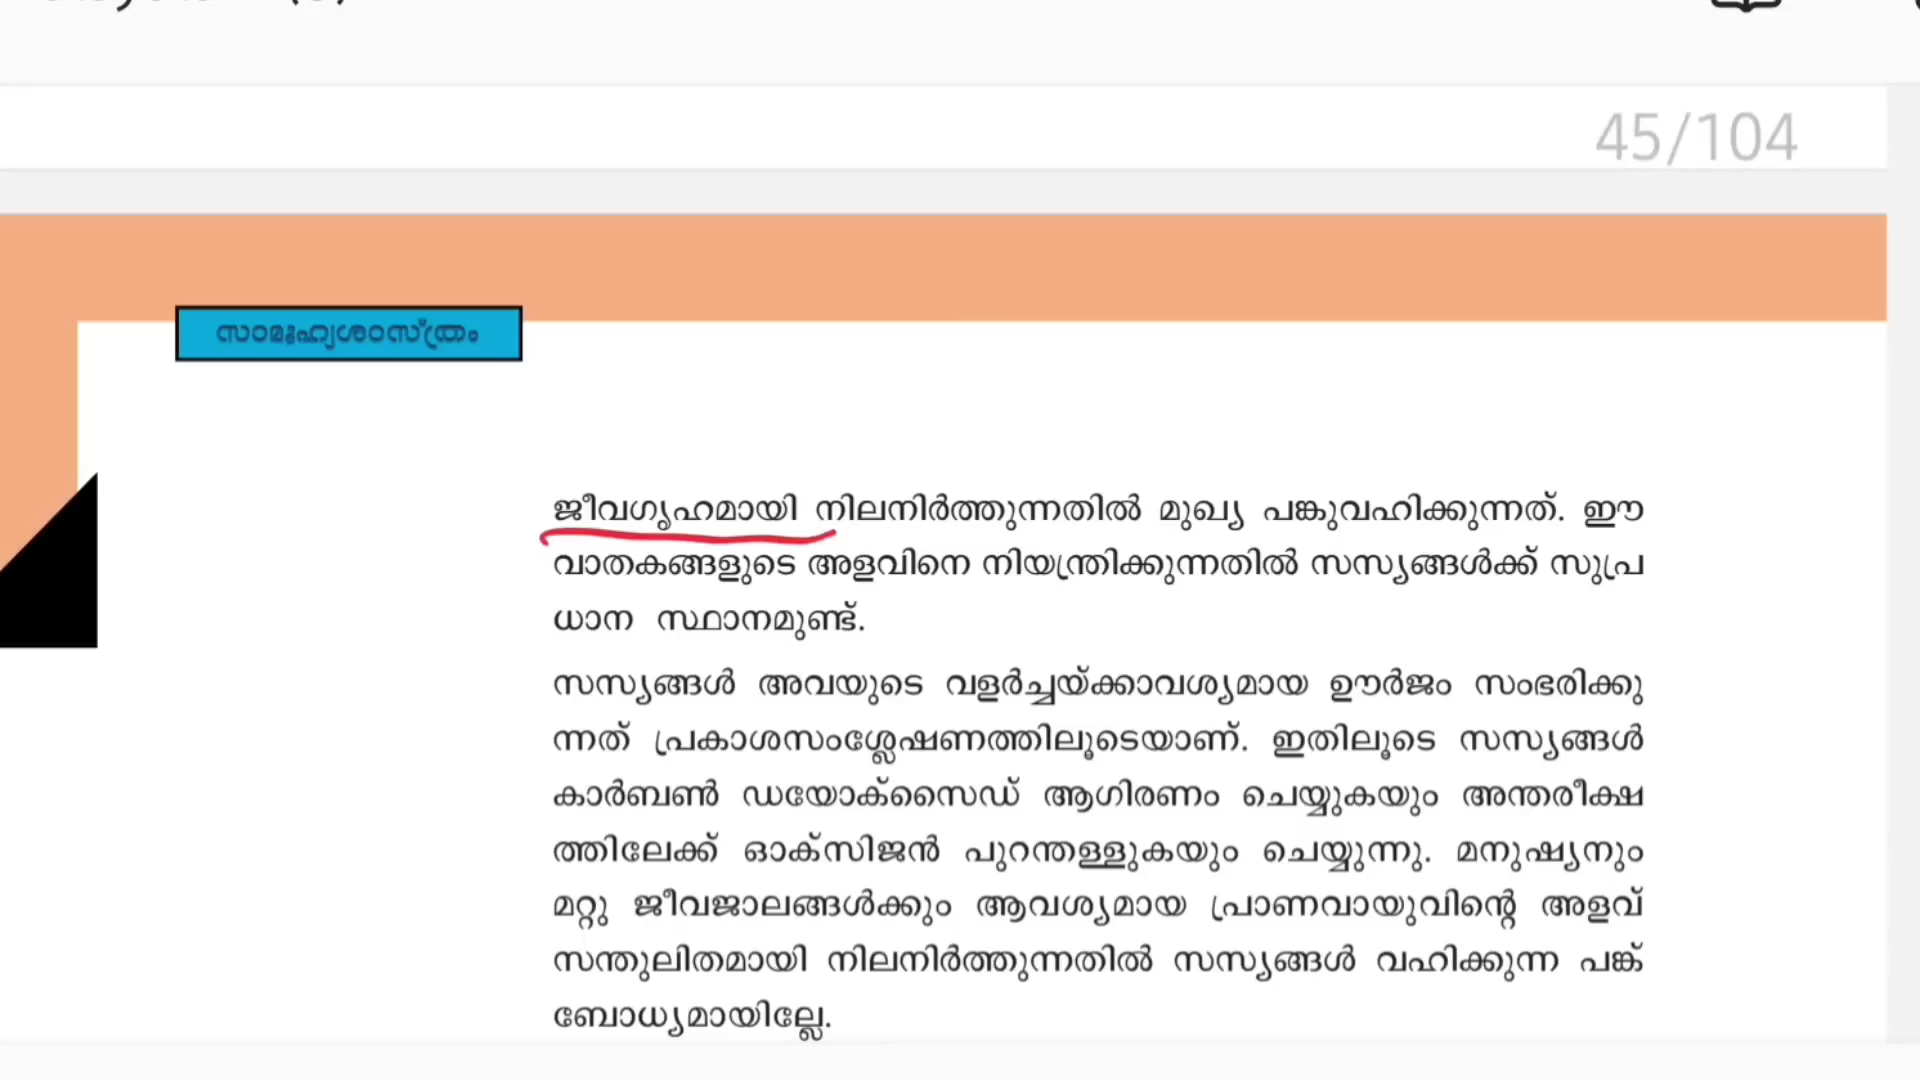 45/104
സാമൂഹ്യശാസ്ത്രം
ജീവഗൃഹമായി നിലനിർത്തുന്നതിൽ മുഖ്യ പങ്കുവഹിക്കുന്നത്. ഈ
വാതകങ്ങളുടെ അളവിനെ നിയന്ത്രിക്കുന്നതിൽ സസ്യങ്ങൾക്ക് സുപ്ര
ധാന സ്ഥാനമുണ്ട്.
സസ്യങ്ങൾ അവയുടെ വളർച്ചയ്ക്കാവശ്യമായ ഊർജം സംഭരിക്കു
ന്നത് പ്രകാശസംശ്ലേഷണത്തിലൂടെയാണ്. ഇതിലൂടെ സസ്യങ്ങൾ
കാർബൺ ഡയോക്സൈഡ് ആഗിരണം ചെയ്യുകയും അന്തരീക്ഷ
ത്തിലേക്ക് ഓക്സിജൻ പുറന്തള്ളുകയും ചെയ്യുന്നു. മനുഷ്യനും
മറ്റു ജീവജാലങ്ങൾക്കും ആവശ്യമായ പ്രാണവായുവിന്റെ അളവ്
സന്തുലിതമായി നിലനിർത്തുന്നതിൽ സസ്യങ്ങൾ വഹിക്കുന്ന പങ്ക്
ബോധ്യമായില്ലേ.